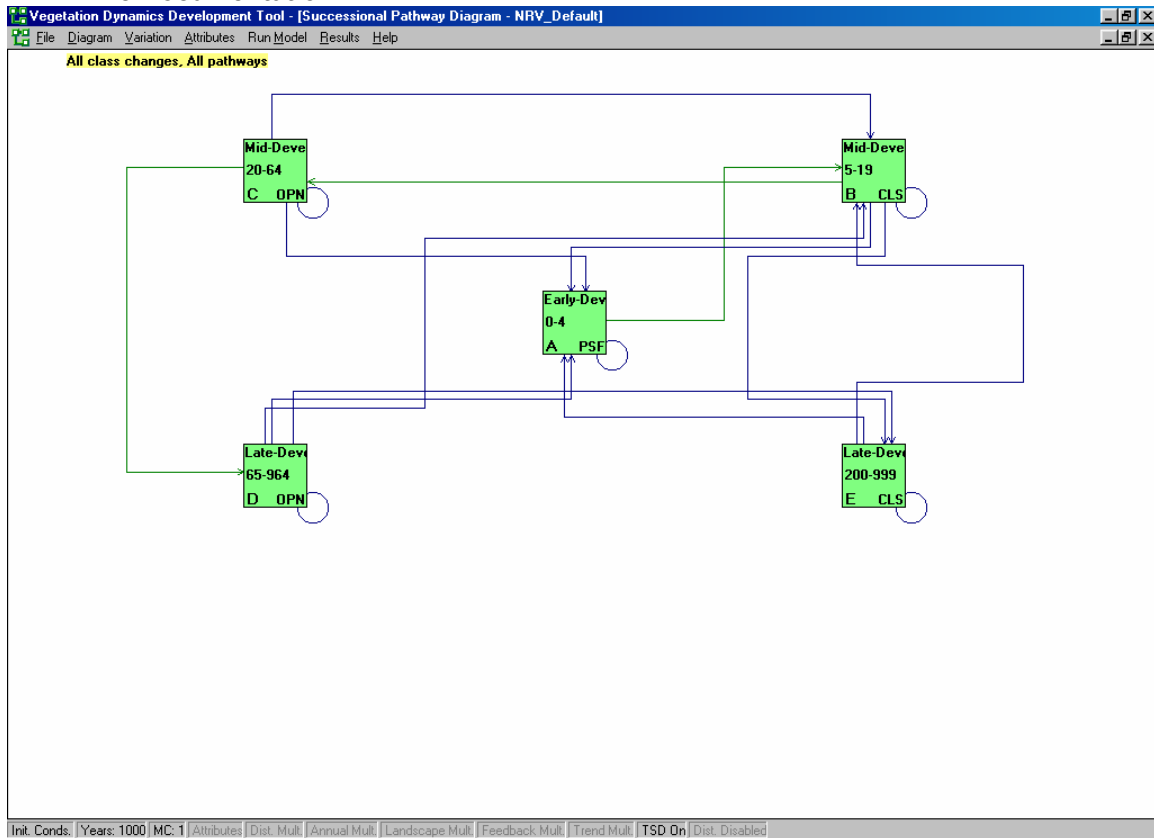 Vegetation Dynamics Development Tool - [Successional Pathway Diagram - NRV_Default]
File Diagram Variation Attributes Run Model Results Help
All class changes, All pathways
Mid-Deve
20-64
C OPN
Mid-Deve
5-19
B CLS
Early-Dev
0-4
A PSF
Late-Deve
65-964
D OPN
Late-Deve
200-999
E CLS
Init. Conds. Years: 1000 MC: 1 Attributes Dist. Mult. Annual Mult. Landscape Mult. Feedback Mult. Trend Mult. TSD On Dist. Disabled